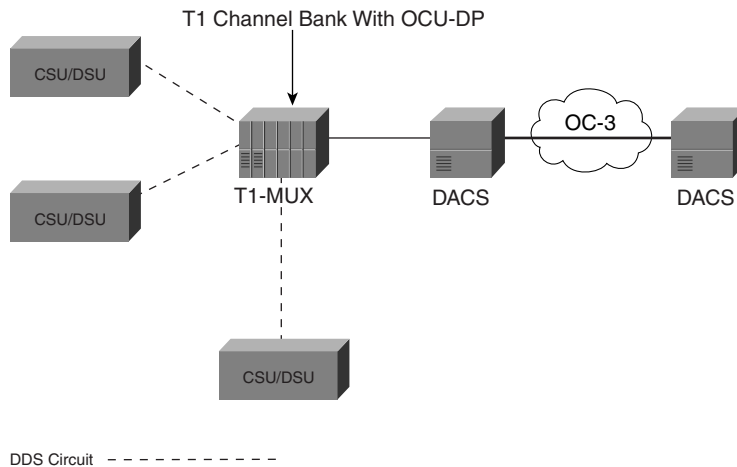 T1 Channel Bank With OCU-DP
CSU/DSU
OC-3
CSU/DSU
T1-MUX
DACS
DACS
CSU/DSU
DDS Circuit